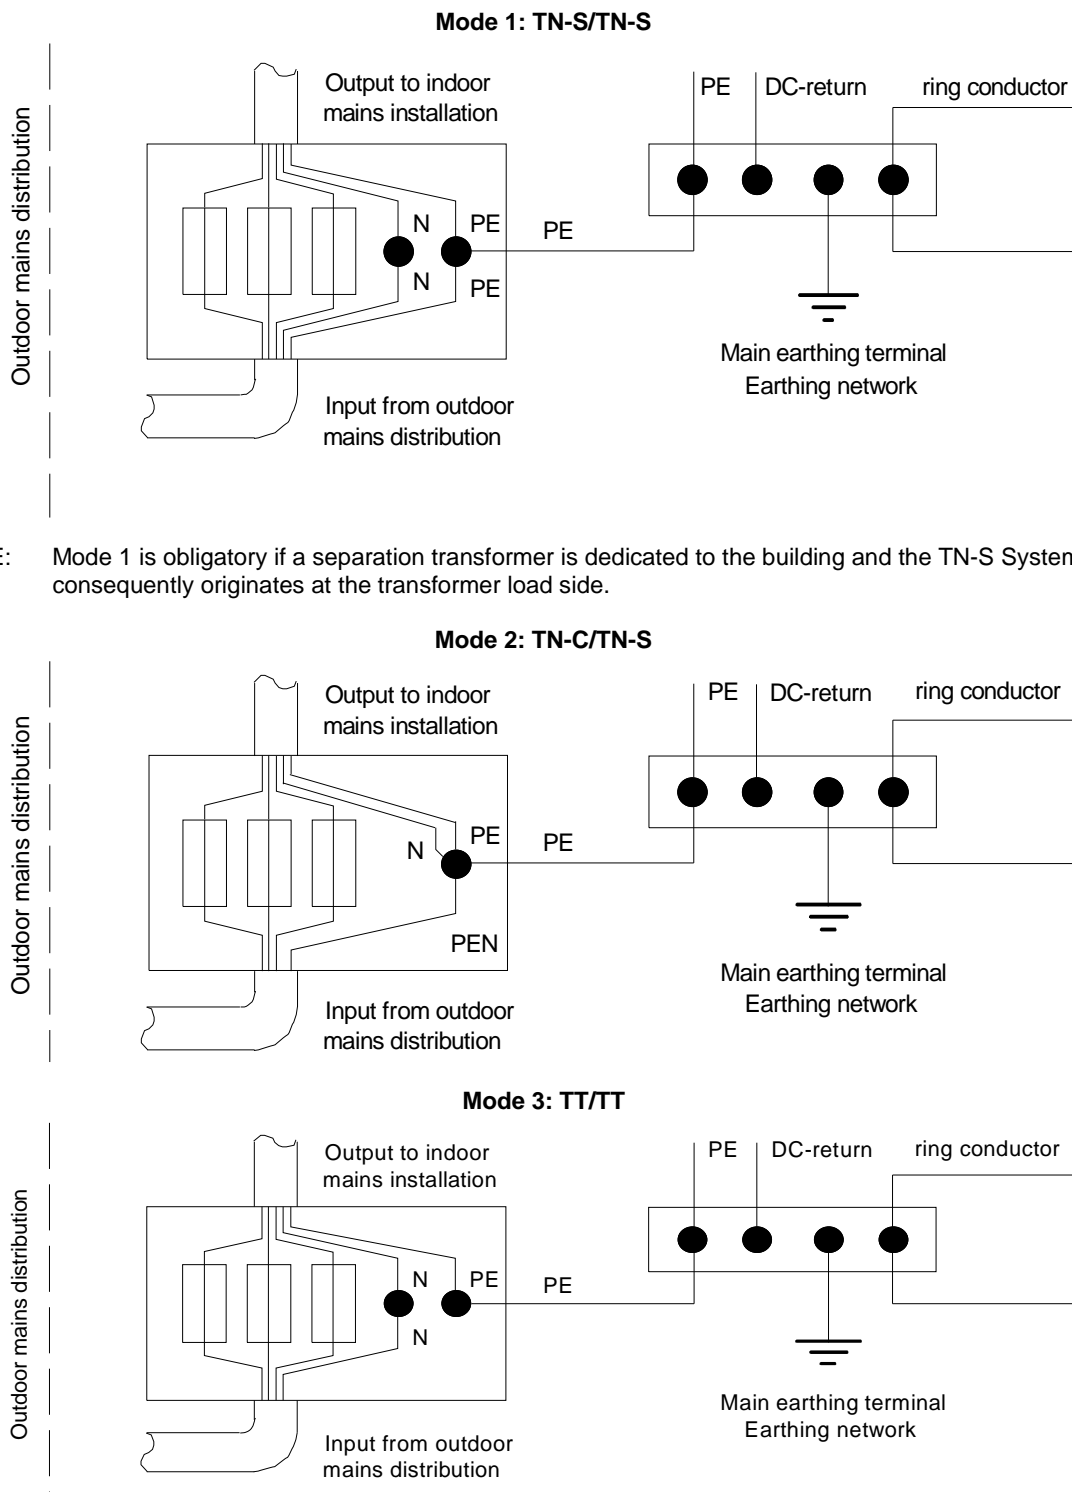 Mode 1: TN-S/TN-S
Outdoor mains distribution
Output to indoor
mains installation
PE
DC-return
ring conductor
N
PE
PE
N
PE
Main earthing terminal
Earthing network
Input from outdoor
mains distribution
E:
Mode 1 is obligatory if a separation transformer is dedicated to the building and the TN-S System
consequently originates at the transformer load side.
Mode 2: TN-C/TN-S
Outdoor mains distribution
Output to indoor
mains installation
PE
DC-return
ring conductor
PE
N
PE
PEN
Main earthing terminal
Earthing network
Input from outdoor
mains distribution
Mode 3: TT/TT
Outdoor mains distribution
Output to indoor
mains installation
PE
DC-return
ring conductor
N
PE
PE
N
Main earthing terminal
Earthing network
Input from outdoor
mains distribution